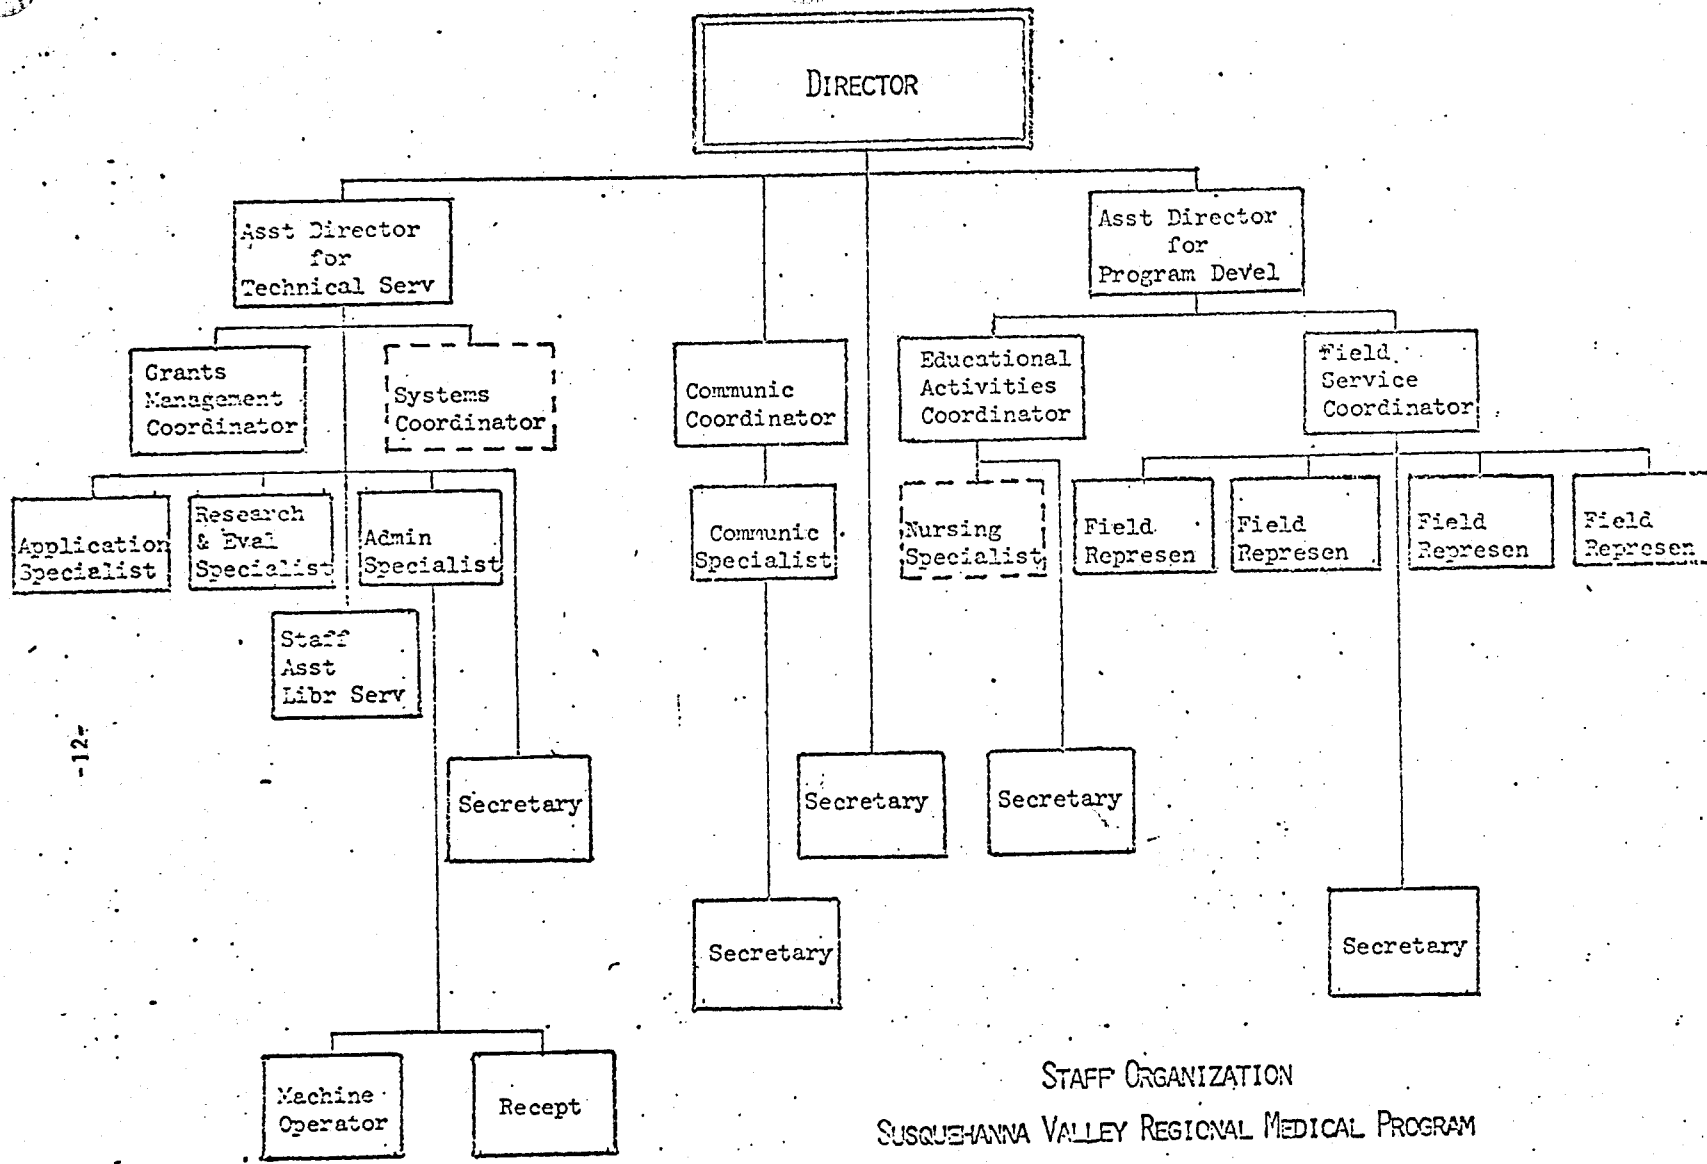 DIRECTOR
Asst Director
for
Technical Serv
Asst Director
for
Program Devel
Grants
Management
Coordinator
Systems
Coordinator
Communic
Coordinator
Educational
Activities
Coordinator
Field
Service
Coordinator
Application
Specialist
Research
& Eval
Specialist
Admin
Specialist
Communic
Specialist
Nursing
Specialist
Field
Represen
Field
Represen
Field
Represen
Field
Represen
Staff
Asst
Libr Serv
-12-
Secretary
Secretary
Secretary
Secretary
Secretary
Machine
Operator
Recept
STAFF ORGANIZATION
SUSQUEHANNA VALLEY REGIONAL MEDICAL PROGRAM